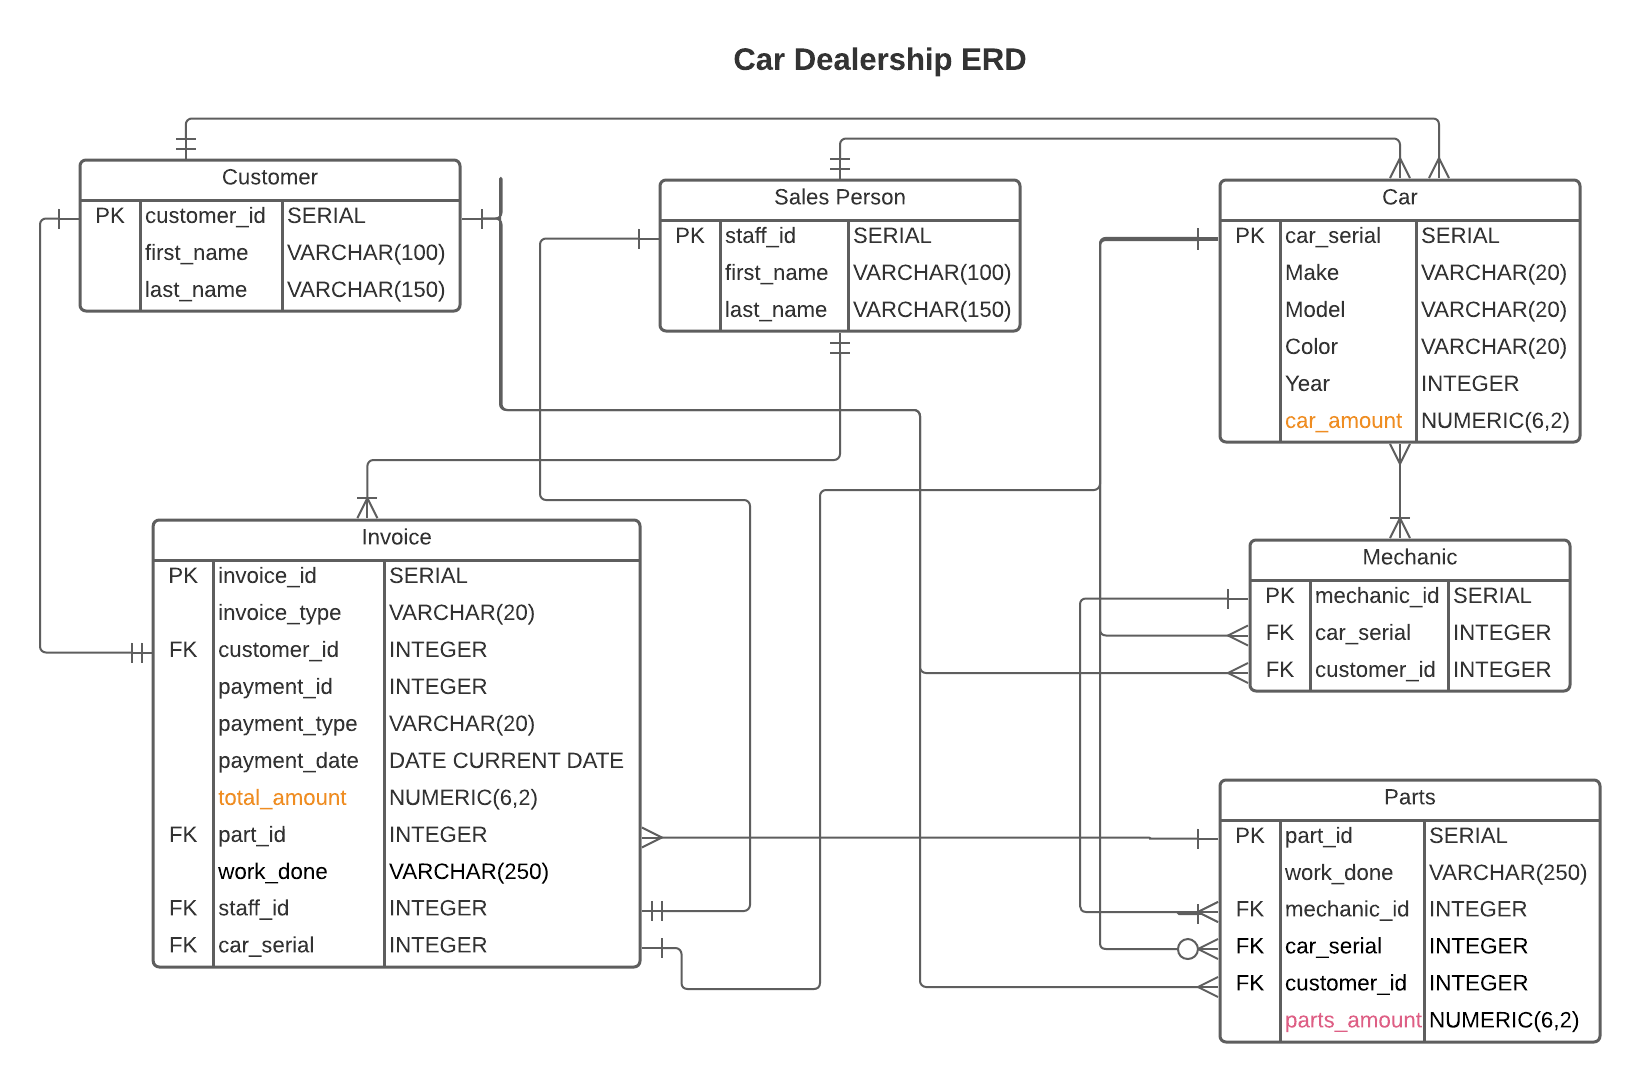 Car Dealership ERD
Customer
PK customer_id SERIAL
first_name VARCHAR(100)
last_name VARCHAR(150)
Sales Person
PK staff_id SERIAL
first_name VARCHAR(100)
last_name VARCHAR(150)
Car
PK car_serial SERIAL
Make VARCHAR(20)
Model VARCHAR(20)
Color VARCHAR(20)
Year INTEGER
car_amount NUMERIC(6,2)
Invoice
PK invoice_id SERIAL
invoice_type VARCHAR(20)
FK customer_id INTEGER
payment_id INTEGER
payment_type VARCHAR(20)
payment_date DATE CURRENT DATE
total_amount NUMERIC(6,2)
FK part_id INTEGER
work_done VARCHAR(250)
FK staff_id INTEGER
FK car_serial INTEGER
Mechanic
PK mechanic_id SERIAL
FK car_serial INTEGER
FK customer_id INTEGER
Parts
PK part_id SERIAL
work_done VARCHAR(250)
FK mechanic_id INTEGER
FK car_serial INTEGER
FK customer_id INTEGER
parts_amount NUMERIC(6,2)